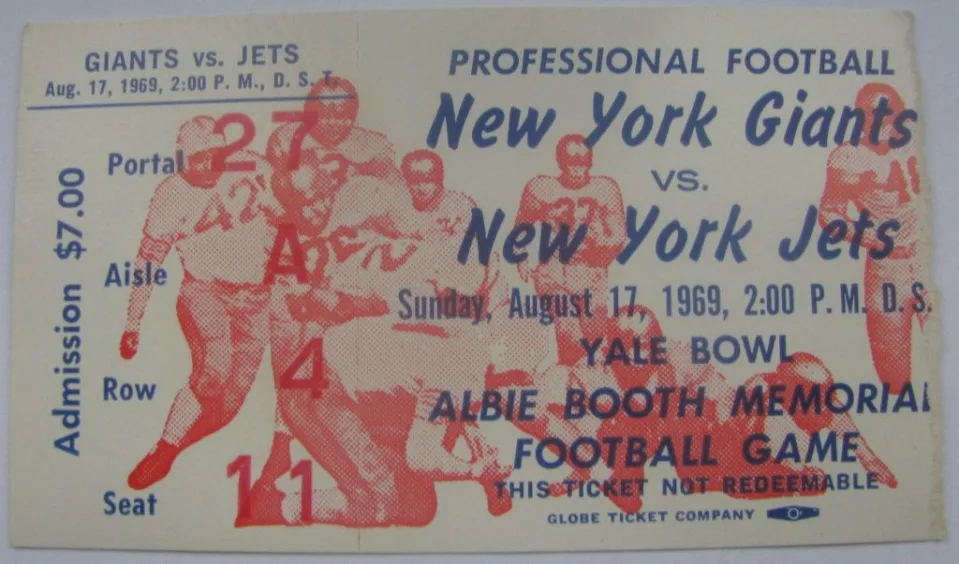 GIANTS vs. JETS
Aug. 17, 1969, 2:00 P. M., D. S. T.
Admission $7.00
Portal 27
Aisle A
Row 4
Seat 11
PROFESSIONAL FOOTBALL
New York Giants
VS.
New York Jets
Sunday, August 17, 1969, 2:00 P. M. D. S.
YALE BOWL
ALBIE BOOTH MEMORIAL
FOOTBALL GAME
THIS TICKET NOT REDEEMABLE
GLOBE TICKET COMPANY
42
37